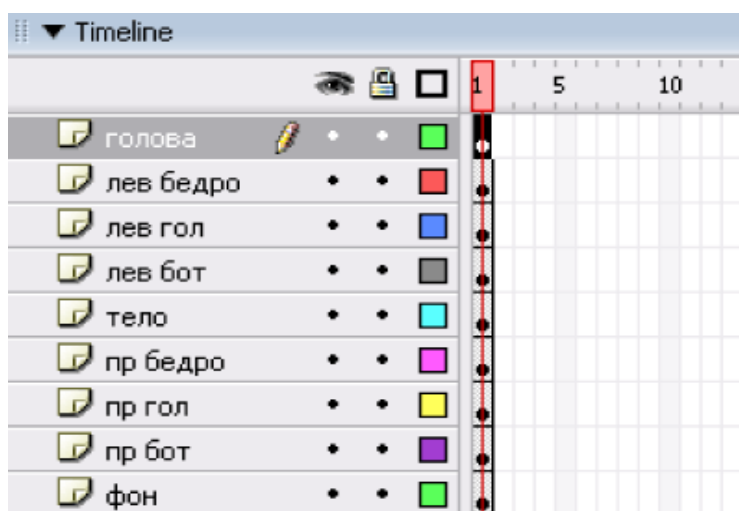 Timeline
1 5 10
голова
лев бедро
лев гол
лев бот
тело
пр бедро
пр гол
пр бот
фон